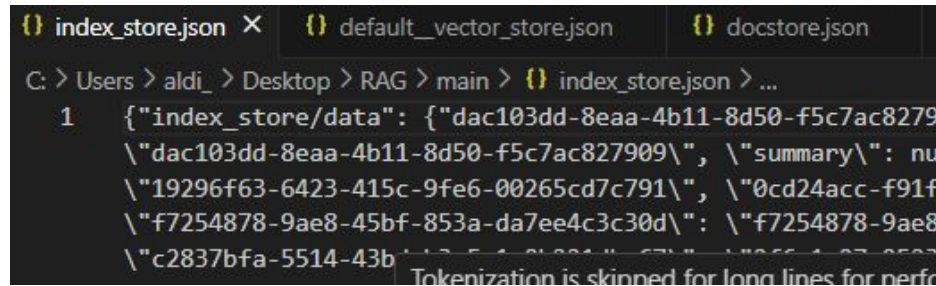 {} index_store.json × {} default__vector_store.json {} docstore.json
C: > Users > aldi_ > Desktop > RAG > main > {} index_store.json > ...
1 {"index_store/data": {"dac103dd-8eaa-4b11-8d50-f5c7ac8279
\"dac103dd-8eaa-4b11-8d50-f5c7ac827909\", \"summary\": nu
\"19296f63-6423-415c-9fe6-00265cd7c791\", \"0cd24acc-f91f
\"f7254878-9ae8-45bf-853a-da7ee4c3c30d\": \"f7254878-9ae8
\"c2837bfa-5514-43b
Tokenization is skipped for long lines for perfo